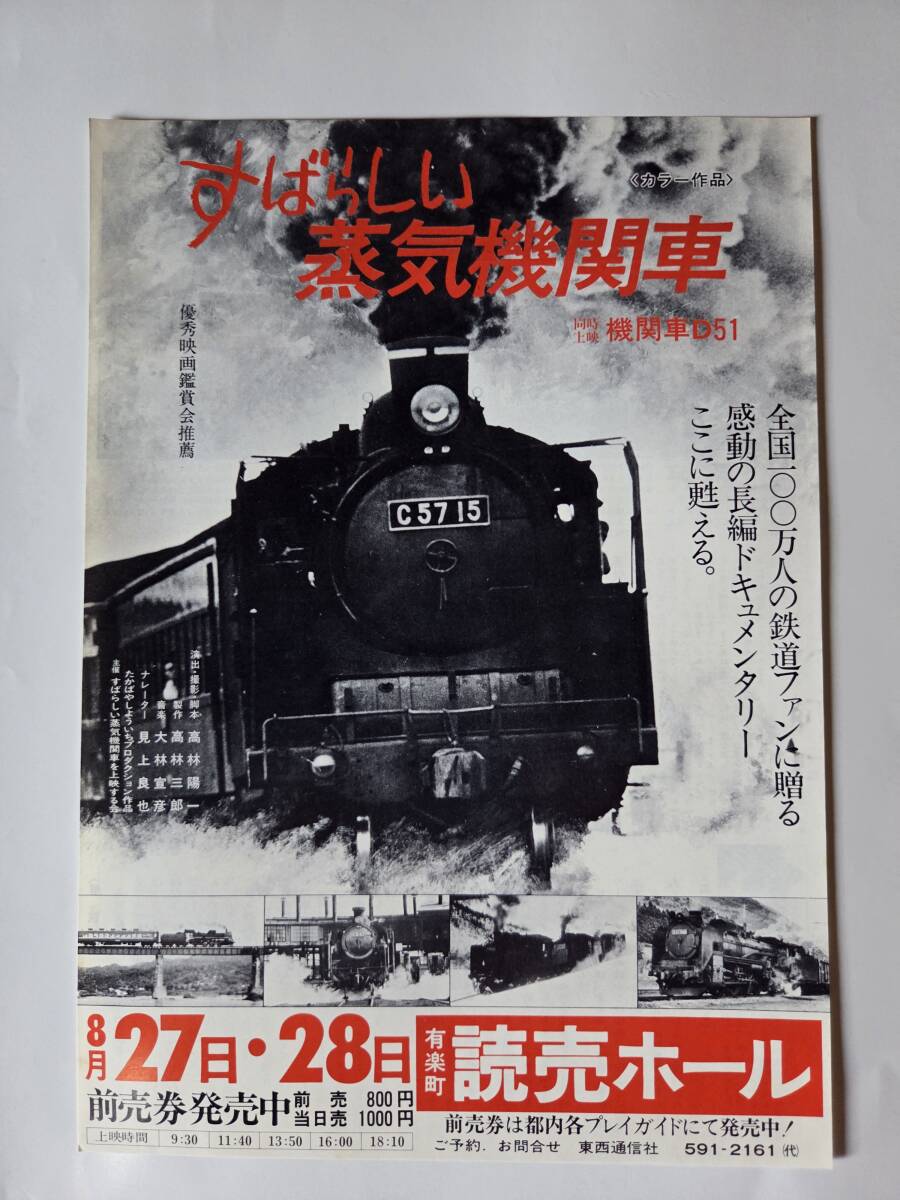 すばらしい
蒸気機関車
〈カラー作品〉
同時上映 機関車D51
優秀映画鑑賞会推薦
全国一〇〇万人の鉄道ファンに贈る
感動の長編ドキュメンタリー
ここに甦える。
C5715
演出・撮影・脚本 高林陽一
製作 高林三郎
音楽 大林宣彦
ナレーター 見上良也
たかばやしよういちプロダクション作品
主催 すばらしい蒸気機関車を上映する会
8月27日・28日
有楽町 読売ホール
前売券発売中
前売 800円
当日売 1000円
上映時間 9:30 11:40 13:50 16:00 18:10
前売券は都内各プレイガイドにて発売中!
ご予約. お問合せ 東西通信社 591-2161㈹